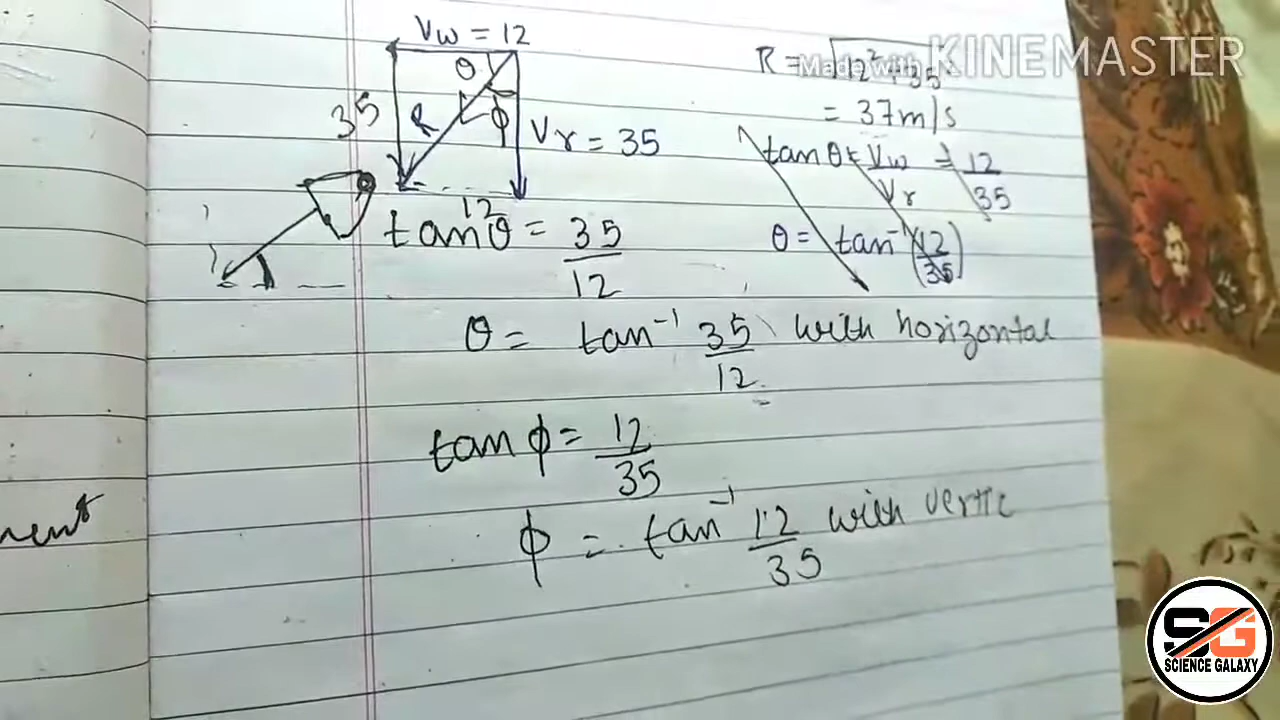 Vw = 12
θ
35
R
φ
Vr = 35
12
R = √12² + 35²
= 37 m/s
tan θ = Vw/Vr = 12/35
θ = tan⁻¹(12/35)
tan θ = 35/12
θ = tan⁻¹ 35/12 with horizontal
tan φ = 12/35
φ = tan⁻¹ 12/35 with vertic
Made with KINEMASTER
SG
SCIENCE GALAXY